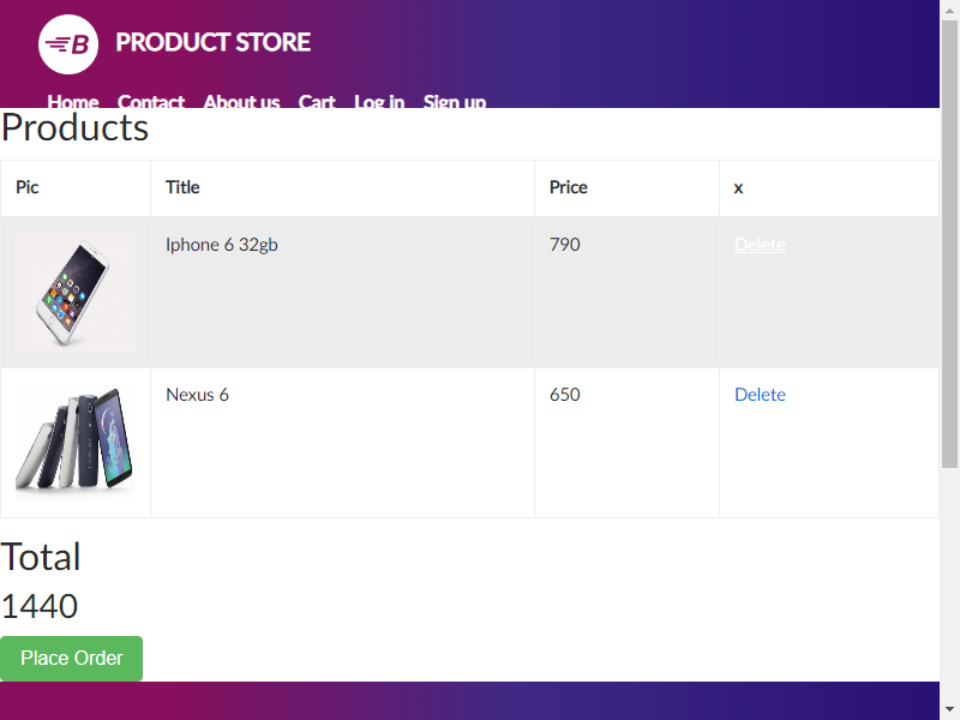 B PRODUCT STORE
Home Contact About us Cart Log in Sign up
Products
Pic Title Price x
Iphone 6 32gb 790 Delete
Nexus 6 650 Delete
Total
1440
Place Order